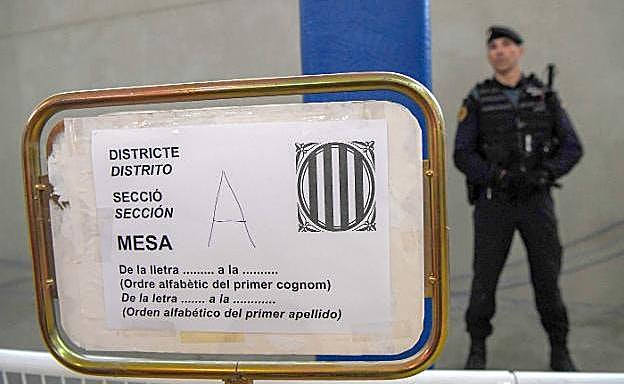 DISTRICTE
DISTRITO
SECCIÓ
SECCIÓN
A
MESA
De la lletra ......... a la ..........
(Ordre alfabètic del primer cognom)
De la letra ....... a la ............
(Orden alfabético del primer apellido)